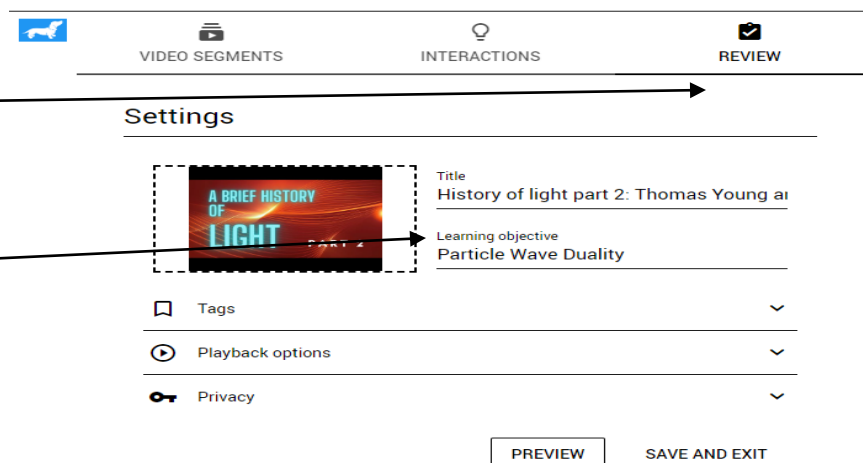 VIDEO SEGMENTS
INTERACTIONS
REVIEW
Settings
A BRIEF HISTORY
OF
LIGHT PART 2
Title
History of light part 2: Thomas Young a
Learning objective
Particle Wave Duality
Tags
Playback options
Privacy
PREVIEW
SAVE AND EXIT